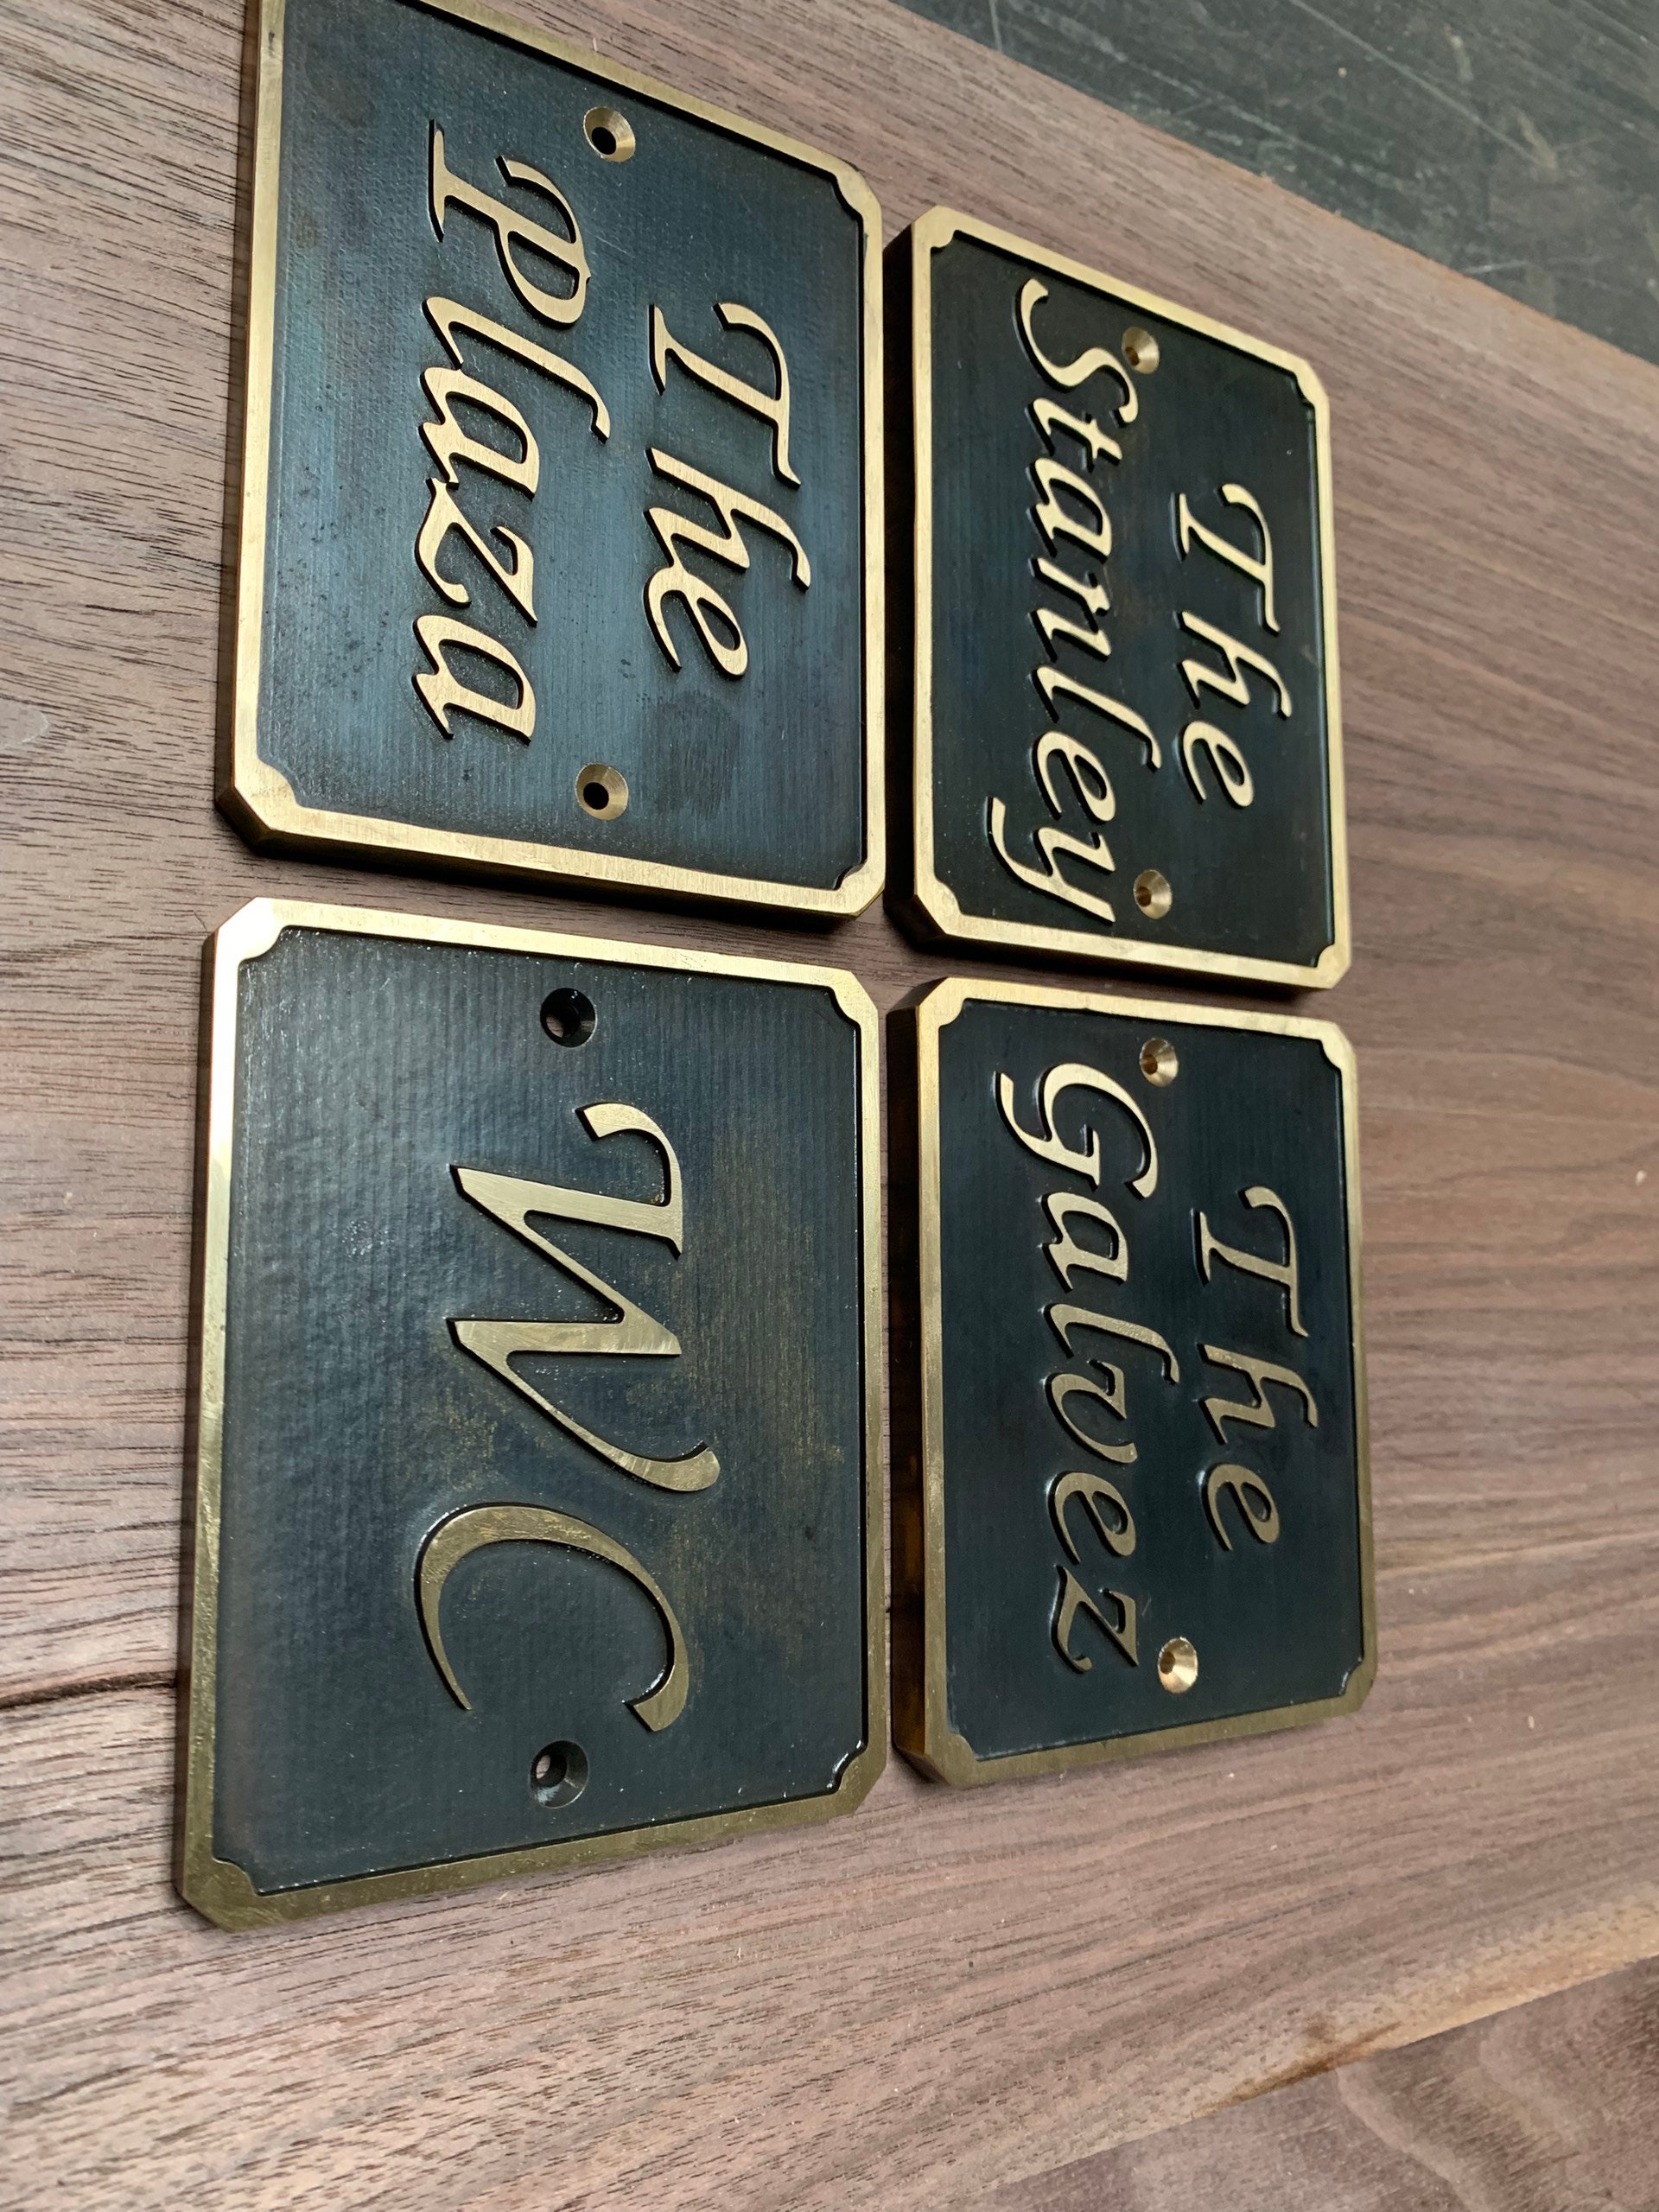 The
Stanley
The
Galvez
The
Plaza
WC